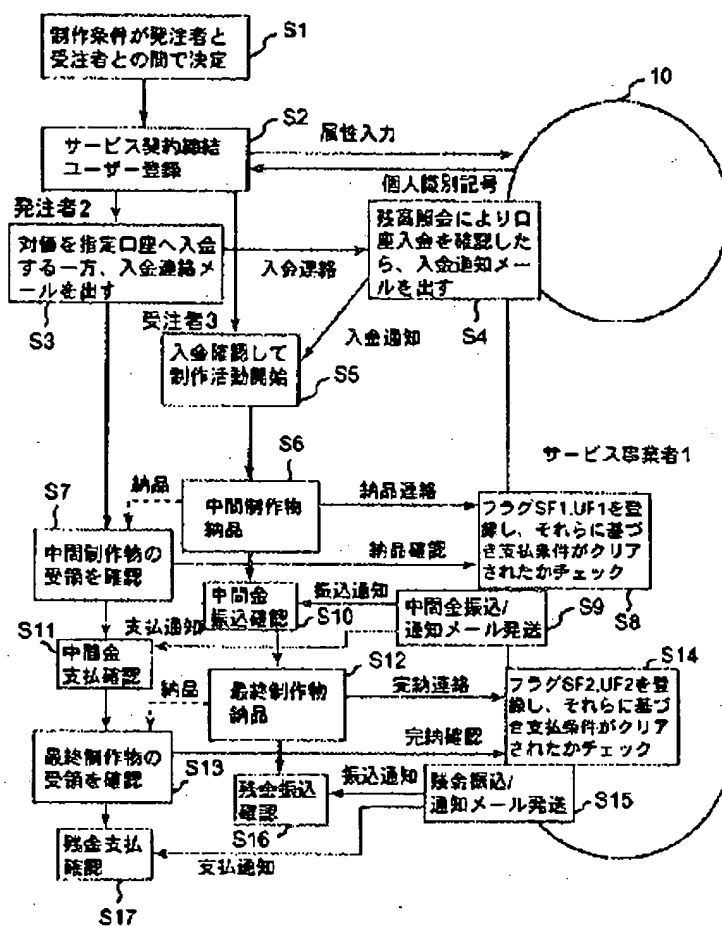 制作条件が発注者と
受注者との間で決定
S1
10
S2
サービス契約締結
ユーザー登録
属性入力
個人識別記号
発注者2
対価を指定口座へ入金
する一方、入金連絡メ
ールを出す
S3
入金連絡
残高照会により口
座入金を確認した
ら、入金通知メー
ルを出す
S4
受注者3
入金通知
入金確認して
制作活動開始
S5
サービス事業者1
S6
S7
納品
中間制作物
納品
納品連絡
フラグSF1,UF1を登
録し、それらに基づ
き支払条件がクリア
されたかチェック
S8
中間制作物の
受領を確認
納品確認
中間金
振込確認
S10
振込通知
中間金振込/
通知メール発送
S9
S11
支払通知
中間金
支払確認
S12
S14
納品
最終制作物
納品
完納連絡
フラグSF2,UF2を登
録し、それらに基づ
き支払条件がクリア
されたかチェック
完納確認
最終制作物の
受領を確認
S13
残金振込
確認
S16
振込通知
残金振込/
通知メール発送
S15
残金支払
確認
支払通知
S17